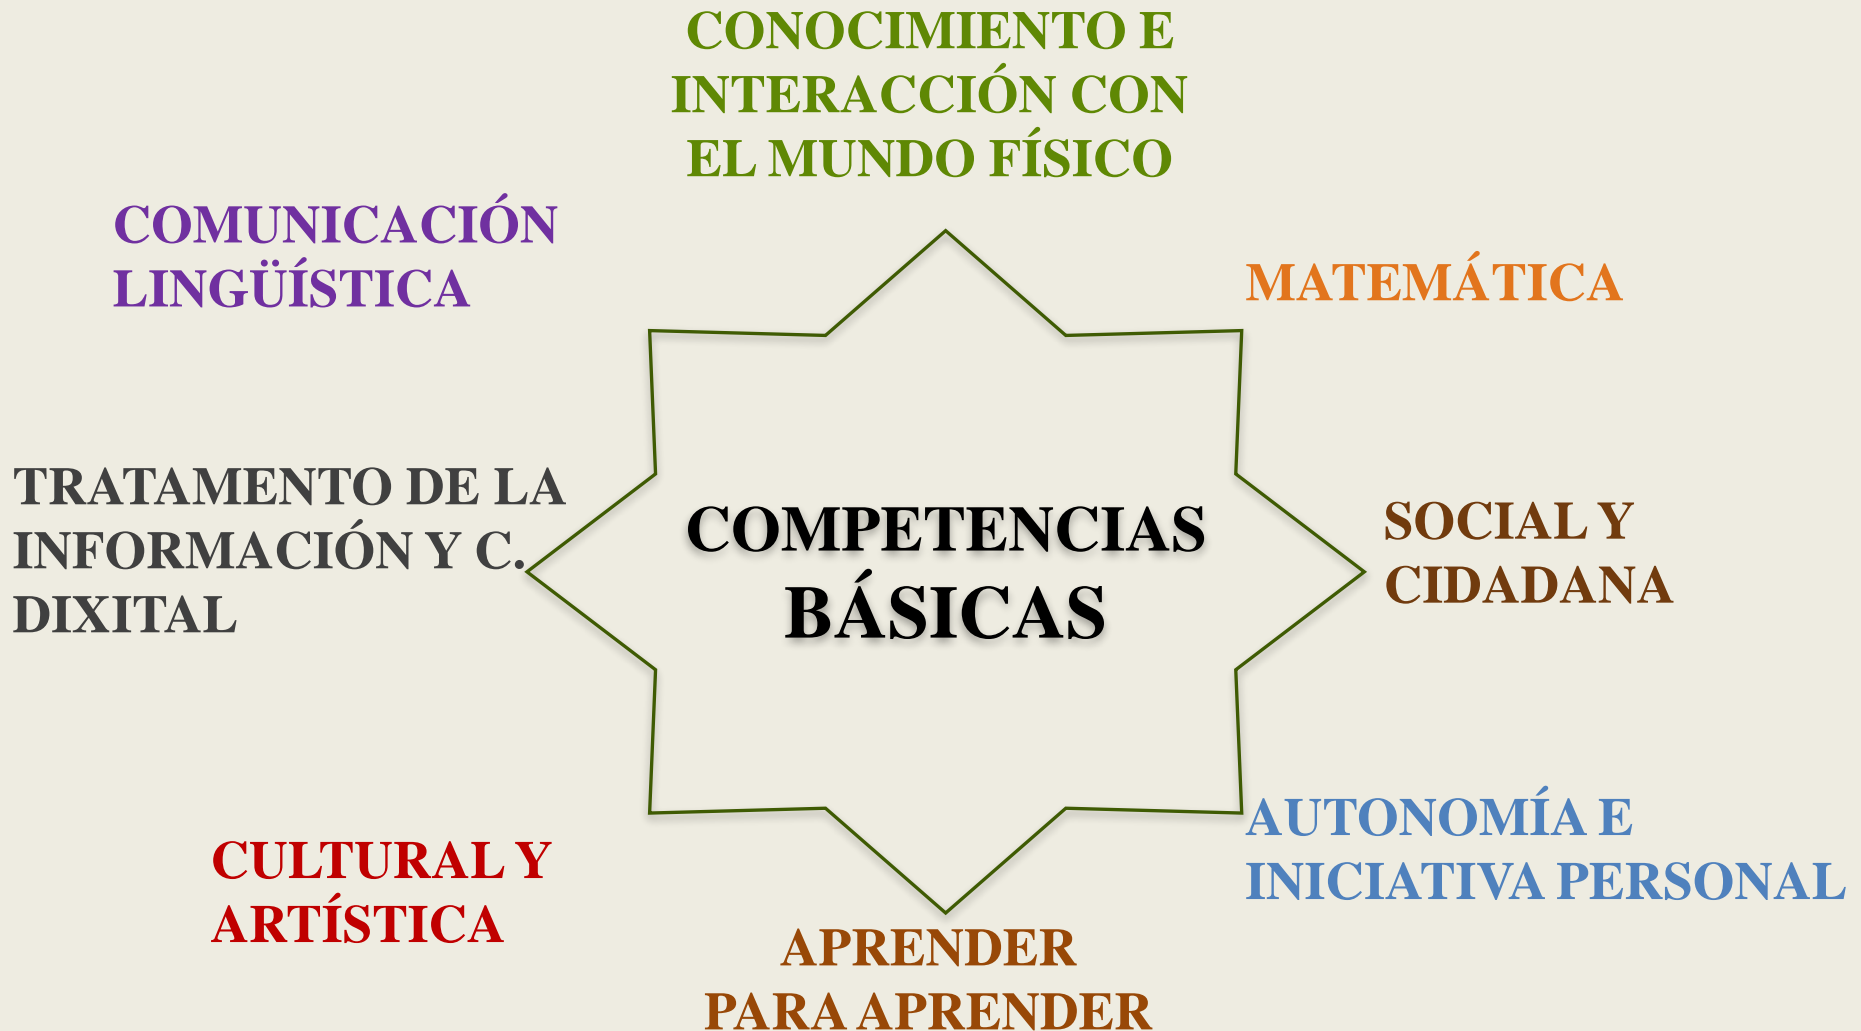 CONOCIMIENTO E
INTERACCIÓN CON
EL MUNDO FÍSICO
COMUNICACIÓN
LINGÜÍSTICA
MATEMÁTICA
TRATAMENTO DE LA
INFORMACIÓN Y C.
DIXITAL
COMPETENCIAS
BÁSICAS
SOCIAL Y
CIDADANA
CULTURAL Y
ARTÍSTICA
AUTONOMÍA E
INICIATIVA PERSONAL
APRENDER
PARA APRENDER